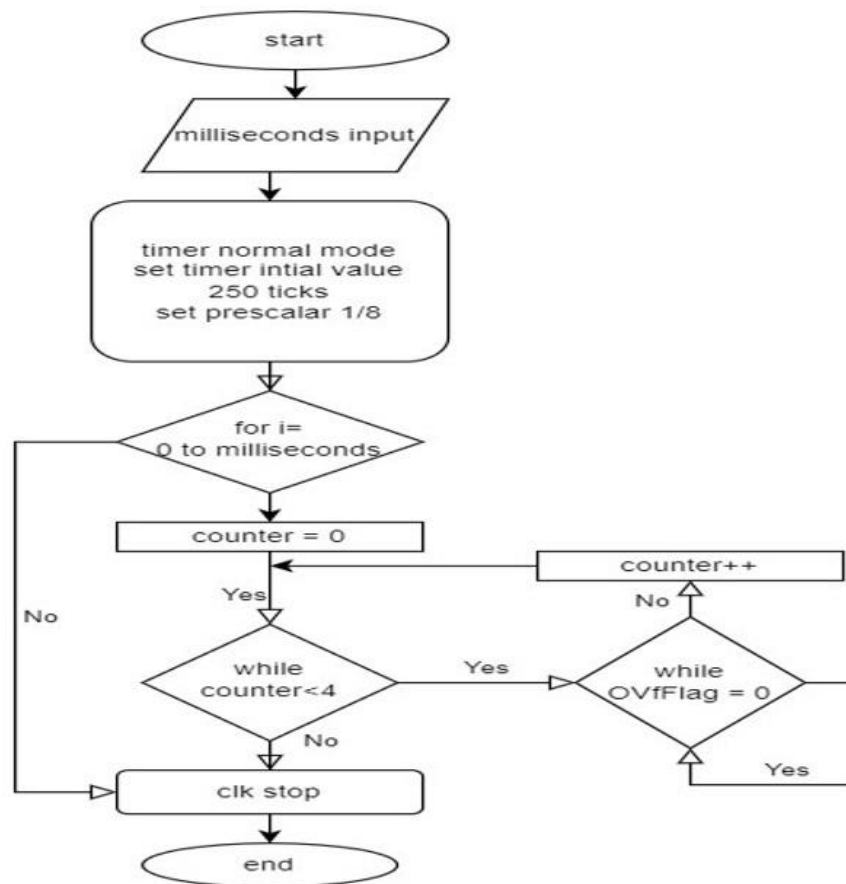 start
milliseconds input
timer normal mode
set timer intial value
250 ticks
set prescalar 1/8
for i=
0 to milliseconds
counter = 0
counter++
Yes
No
No
while
counter<4
Yes
while
OVfFlag = 0
No
Yes
clk stop
end